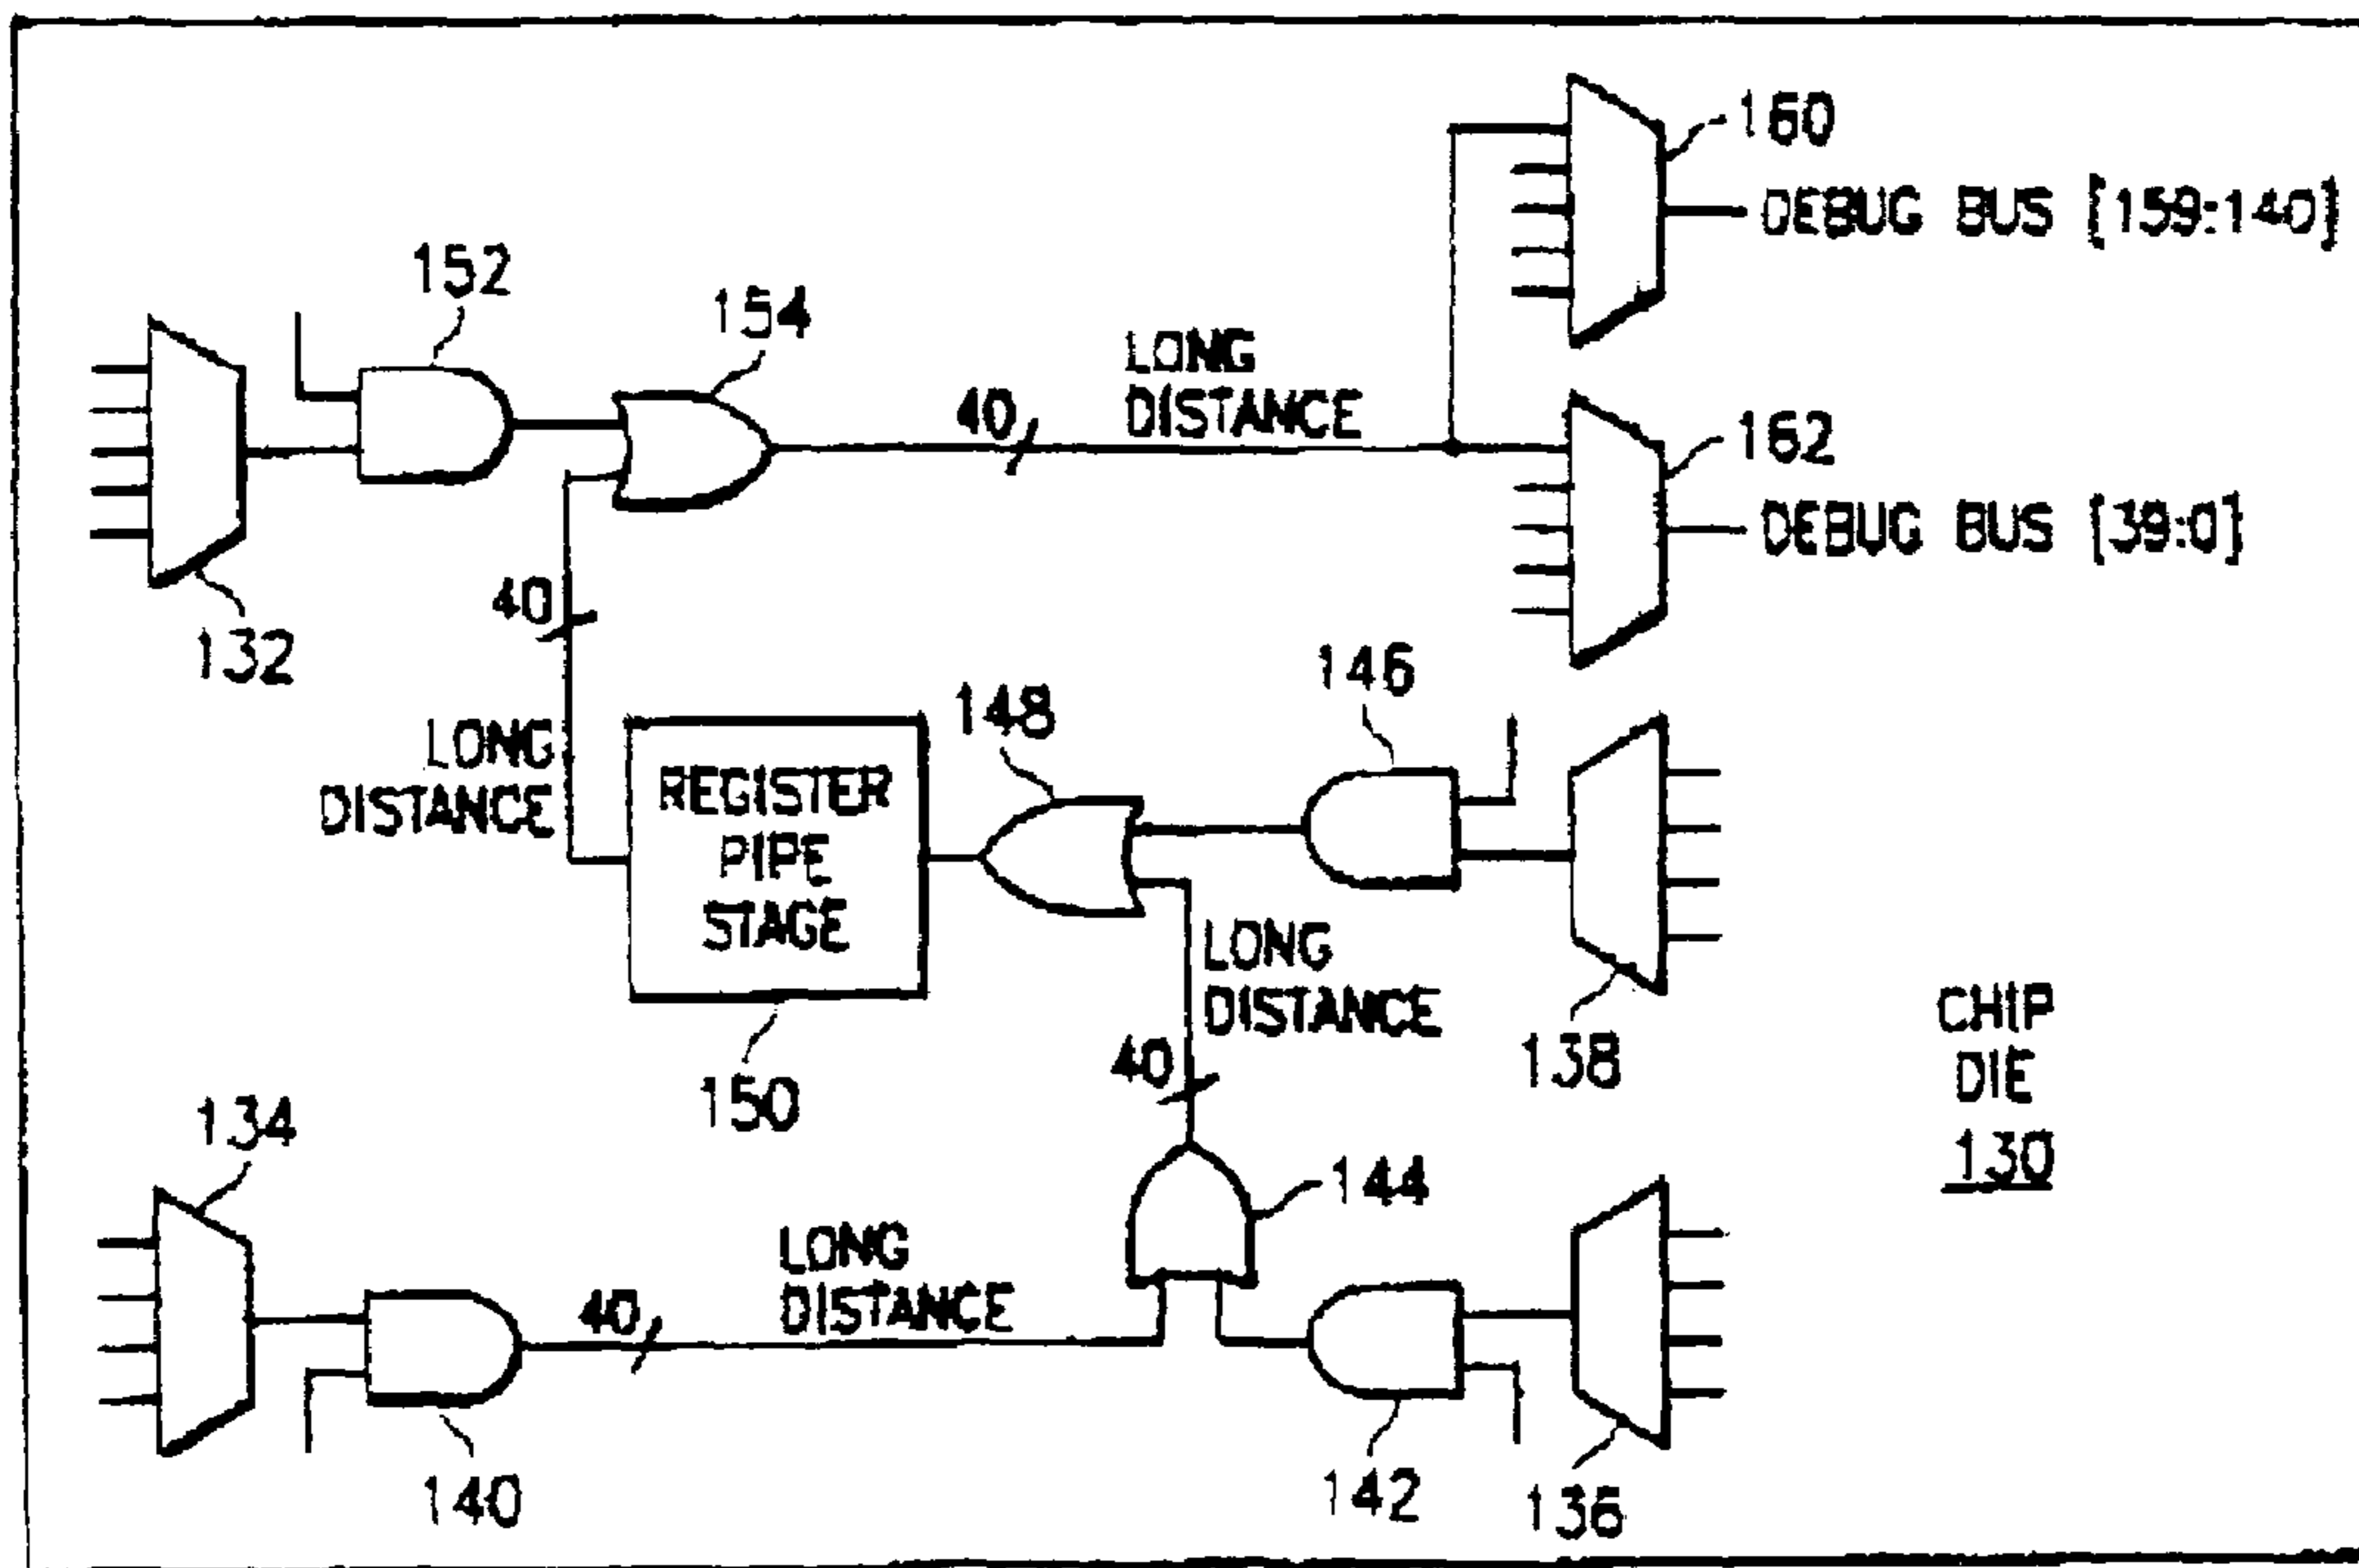 160
DEBUG BUS [159:140]
152
154
LONG
DISTANCE
40
162
DEBUG BUS [39:0]
132
40
LONG
DISTANCE
148
146
REGISTER
PIPE
STAGE
150
LONG
DISTANCE
40
138
CHIP
DIE
130
134
144
LONG
DISTANCE
40
140
142
136